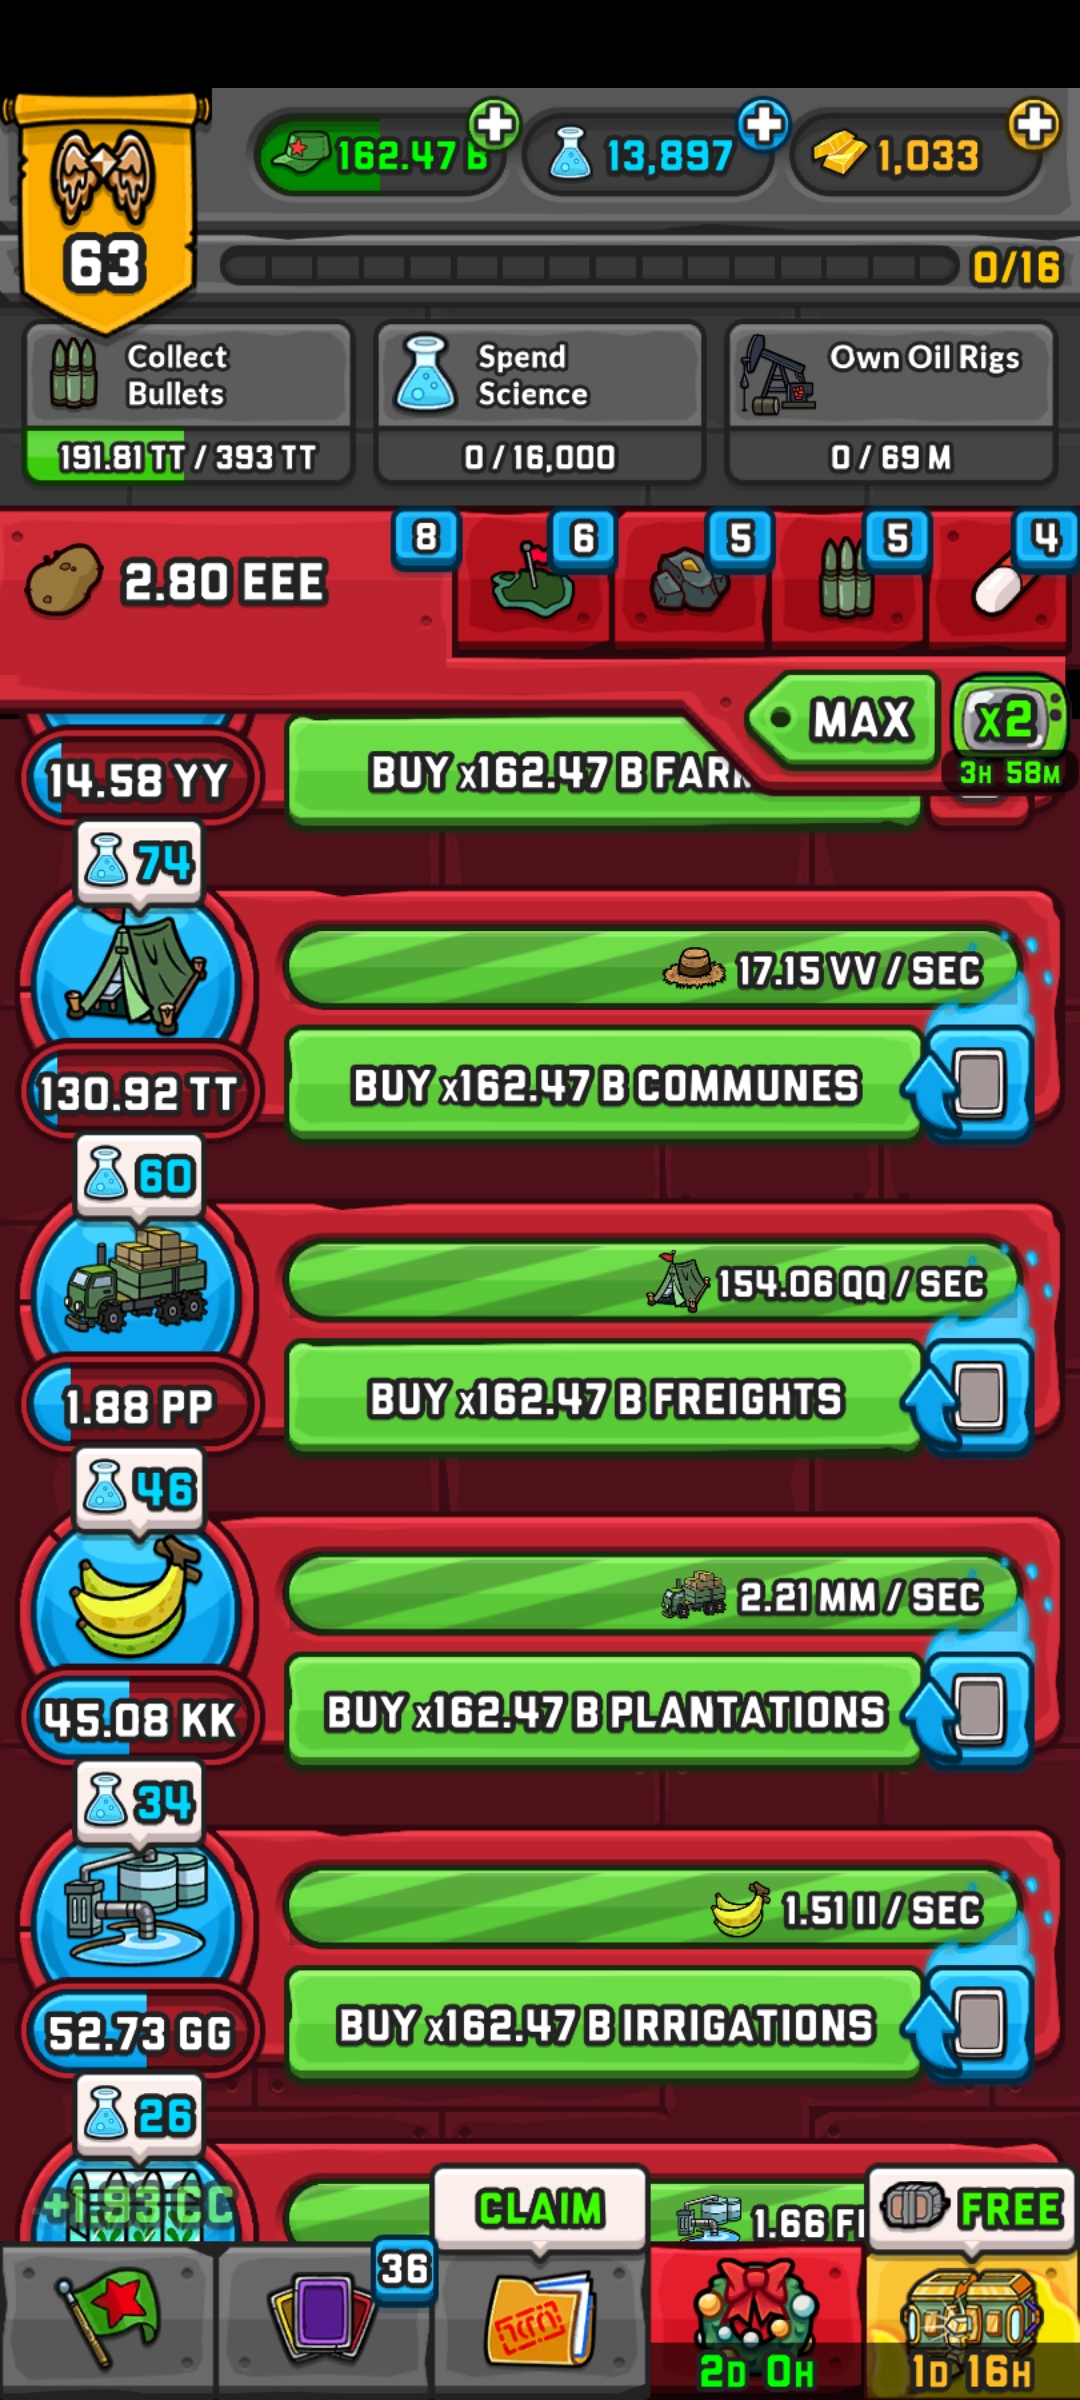 63
162.47 B
13,897
1,033
0/16
Collect
Bullets
191.81 TT / 393 TT
Spend
Science
0 / 16,000
Own Oil Rigs
0 / 69 M
2.80 EEE
8
6
5
5
4
MAX
x2
3H 58M
14.58 YY
BUY x162.47 B
74
17.15 VV / SEC
130.92 TT
BUY x162.47 B COMMUNES
60
154.06 QQ / SEC
1.88 PP
BUY x162.47 B FREIGHTS
46
2.21 MM / SEC
45.08 KK
BUY x162.47 B PLANTATIONS
34
1.51 II / SEC
52.73 GG
BUY x162.47 B IRRIGATIONS
26
+1.93 CC
1.66
CLAIM
FREE
36
2D 0H
1D 16H